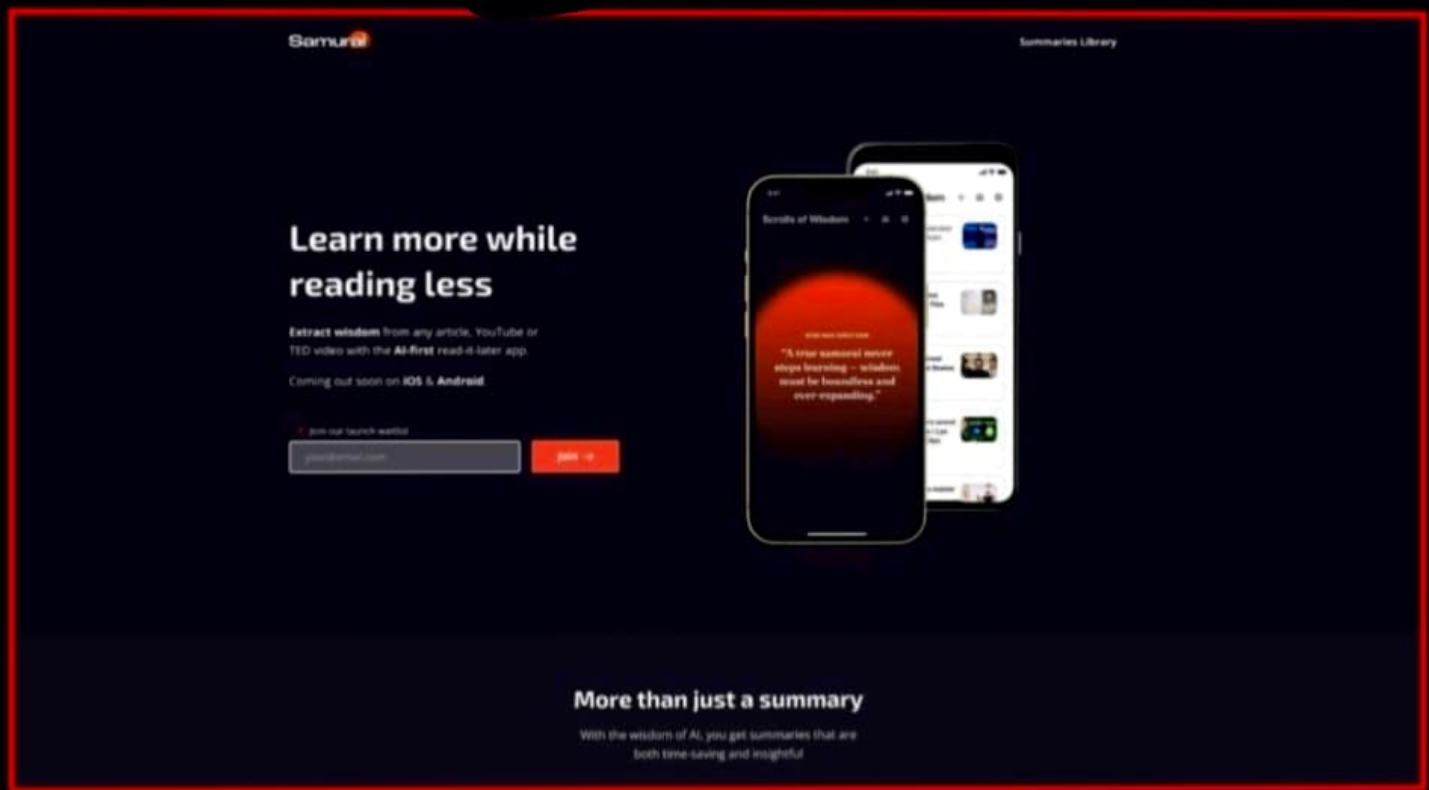 Samurai
Summaries Library
Learn more while
reading less
Extract wisdom from any article, YouTube or
TED video with the AI-first read-it-later app.
Coming out soon on iOS & Android
Join our launch waitlist
your@email.com
Join →
Scrolls of Wisdom
"A true samurai never
stops learning – wisdom
must be boundless and
ever-expanding."
More than just a summary
With the wisdom of AI, you get summaries that are
both time-saving and insightful